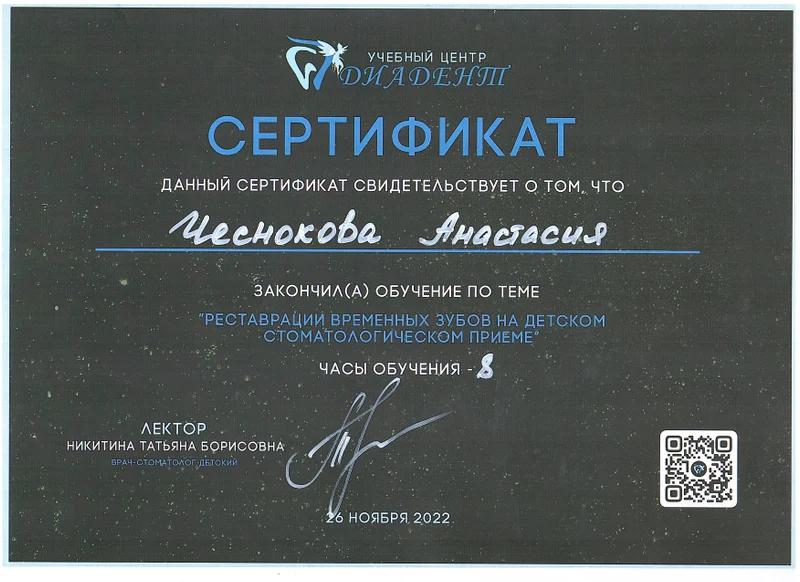 УЧЕБНЫЙ ЦЕНТР
ДИАДЕНТ
СЕРТИФИКАТ
ДАННЫЙ СЕРТИФИКАТ СВИДЕТЕЛЬСТВУЕТ О ТОМ, ЧТО
Чеснокова Анастасия
ЗАКОНЧИЛ(А) ОБУЧЕНИЕ ПО ТЕМЕ
"РЕСТАВРАЦИИ ВРЕМЕННЫХ ЗУБОВ НА ДЕТСКОМ
СТОМАТОЛОГИЧЕСКОМ ПРИЕМЕ"
ЧАСЫ ОБУЧЕНИЯ - 8
ЛЕКТОР
НИКИТИНА ТАТЬЯНА БОРИСОВНА
ВРАЧ-СТОМАТОЛОГ ДЕТСКИЙ
26 НОЯБРЯ 2022